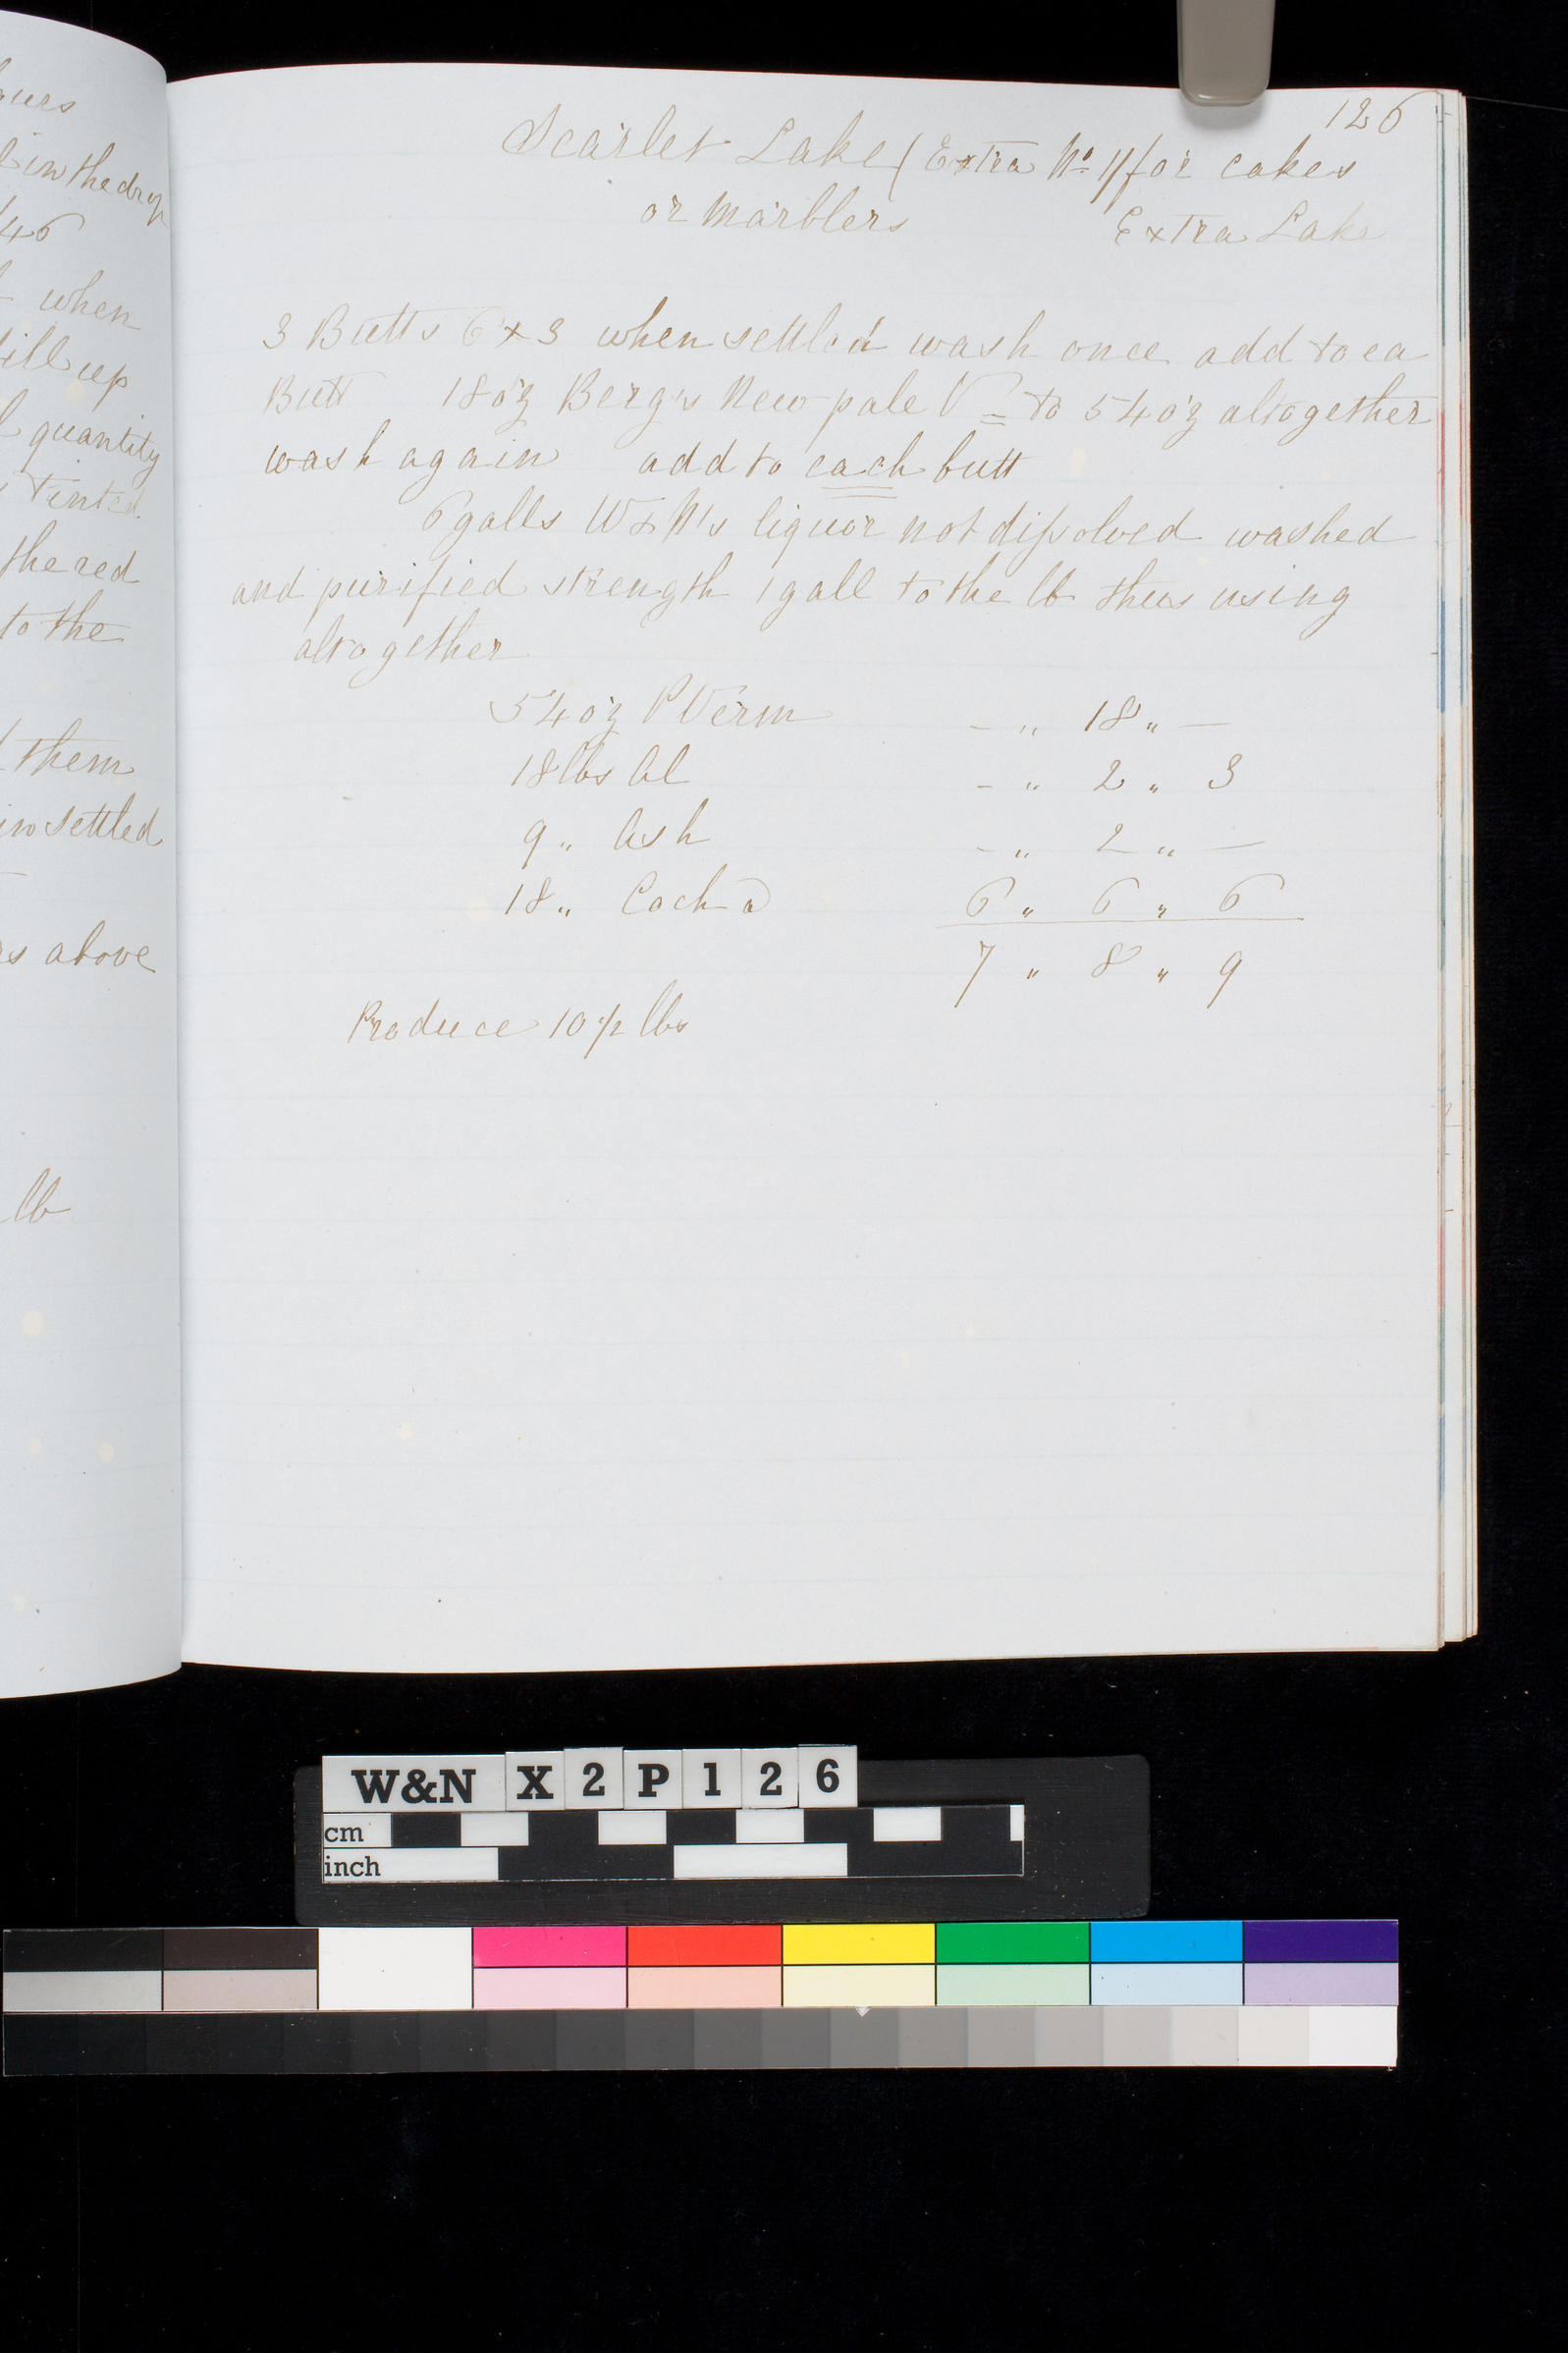 ours
in the drop
46
when
fill up
quantity
tinted
the red
to the
them
in settled
as above
lb
126
Scarlet Lake (Extra No 1) for cakes
or Marblers Extra Lake
3 Butts 6 x 3 when settled wash once add to ea
Butt 18 oz Berg's New pale V = to 54 oz altogether
wash again add to each butt
6 galls W & N's liquor not dissolved washed
and purified strength 1 gall to the lb thus using
altogether
54 oz P Verm - " 18 " -
18 lbs Al - " 2 " 3
9 " Ash - " 2 " -
18 " Coch a 6 " 6 " 6
7 " 8 " 9
Produce 10 1/2 lbs
W&N X2P126
cm
inch